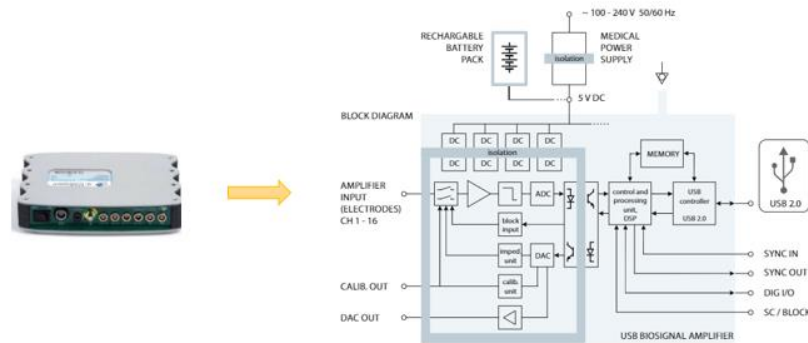 ~ 100 - 240 V 50/60 Hz
RECHARGABLE
BATTERY
PACK
isolation
MEDICAL
POWER
SUPPLY
5 V DC
BLOCK DIAGRAM
DC DC DC DC
isolation
DC DC DC DC
MEMORY
AMPLIFIER
INPUT
(ELECTRODES)
CH 1 - 16
ADC
control and
processing
unit,
DSP
USB
controller
USB 2.0
USB 2.0
block
input
imped.
unit
DAC
calib.
unit
CALIB. OUT
DAC OUT
SYNC IN
SYNC OUT
DIG I/O
SC / BLOCK
USB BIOSIGNAL AMPLIFIER